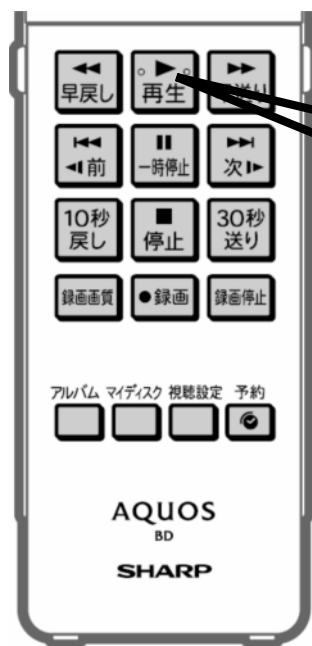 早戻し
再生
前
一時停止
次
10秒
戻し
停止
30秒
送り
録画画質
●録画
録画停止
アルバム マイディスク 視聴設定 予約
AQUOS
BD
SHARP